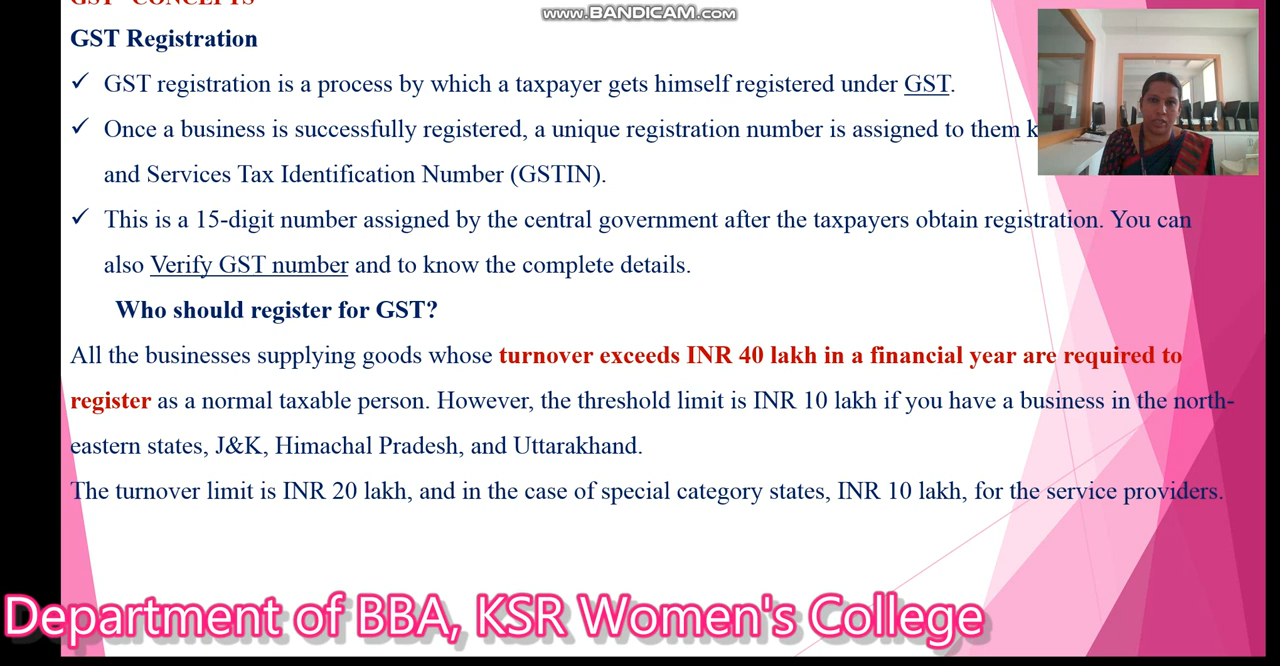 www.BANDICAM.com
GST CONCEPTS
GST Registration
✓ GST registration is a process by which a taxpayer gets himself registered under GST.
✓ Once a business is successfully registered, a unique registration number is assigned to them
and Services Tax Identification Number (GSTIN).
✓ This is a 15-digit number assigned by the central government after the taxpayers obtain registration. You can
also Verify GST number and to know the complete details.
Who should register for GST?
All the businesses supplying goods whose turnover exceeds INR 40 lakh in a financial year are required to
register as a normal taxable person. However, the threshold limit is INR 10 lakh if you have a business in the north-
eastern states, J&K, Himachal Pradesh, and Uttarakhand.
The turnover limit is INR 20 lakh, and in the case of special category states, INR 10 lakh, for the service providers.
Department of BBA, KSR Women's College